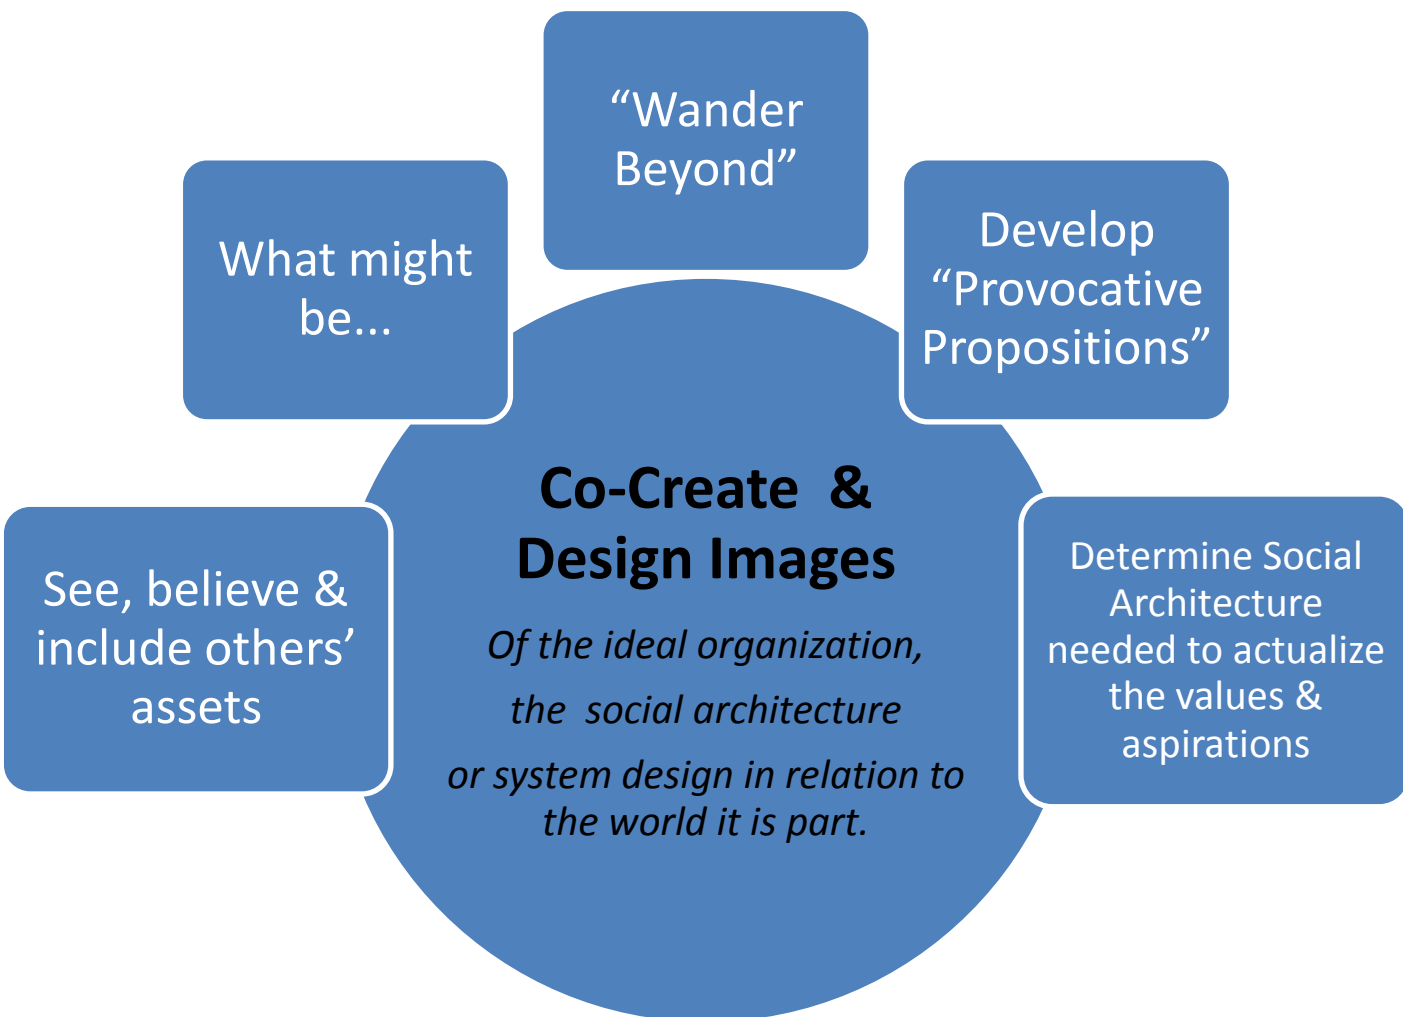 “Wander
Beyond”
What might
be...
Develop
“Provocative
Propositions”
See, believe &
include others’
assets
Co-Create  &
Design Images
Of the ideal organization,
the  social architecture
or system design in relation to
the world it is part.
Determine Social
Architecture
needed to actualize
the values &
aspirations